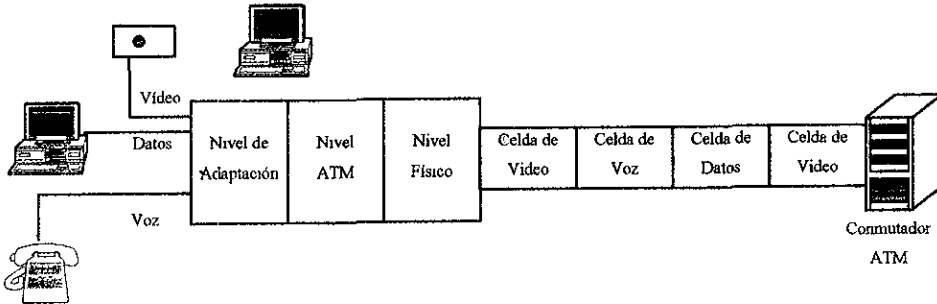 Vídeo
Datos
Voz
Nivel de
Adaptación
Nivel
ATM
Nivel
Físico
Celda de
Video
Celda de
Voz
Celda de
Datos
Celda de
Video
Conmutador
ATM